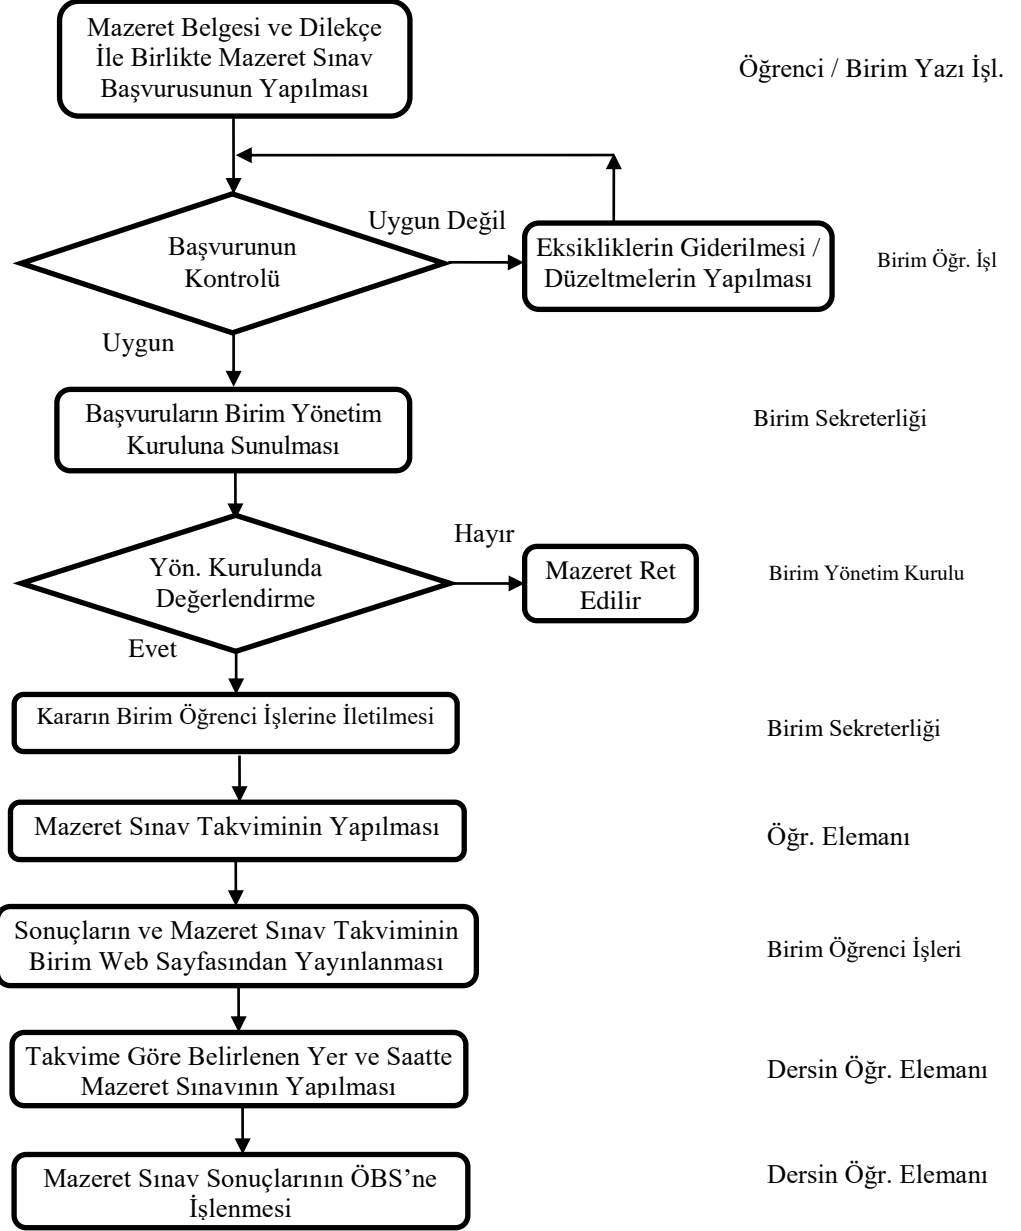 Mazeret Belgesi ve Dilekçe
İle Birlikte Mazeret Sınav
Başvurusunun Yapılması
Öğrenci / Birim Yazı İşl.
Uygun Değil
Başvurunun
Kontrolü
Eksikliklerin Giderilmesi /
Düzeltmelerin Yapılması
Birim Öğr. İşl
Uygun
Başvuruların Birim Yönetim
Kuruluna Sunulması
Birim Sekreterliği
Hayır
Yön. Kurulunda
Değerlendirme
Mazeret Ret
Edilir
Birim Yönetim Kurulu
Evet
Kararın Birim Öğrenci İşlerine İletilmesi
Birim Sekreterliği
Mazeret Sınav Takviminin Yapılması
Öğr. Elemanı
Sonuçların ve Mazeret Sınav Takviminin
Birim Web Sayfasından Yayınlanması
Birim Öğrenci İşleri
Takvime Göre Belirlenen Yer ve Saatte
Mazeret Sınavının Yapılması
Dersin Öğr. Elemanı
Mazeret Sınav Sonuçlarının ÖBS’ne
İşlenmesi
Dersin Öğr. Elemanı